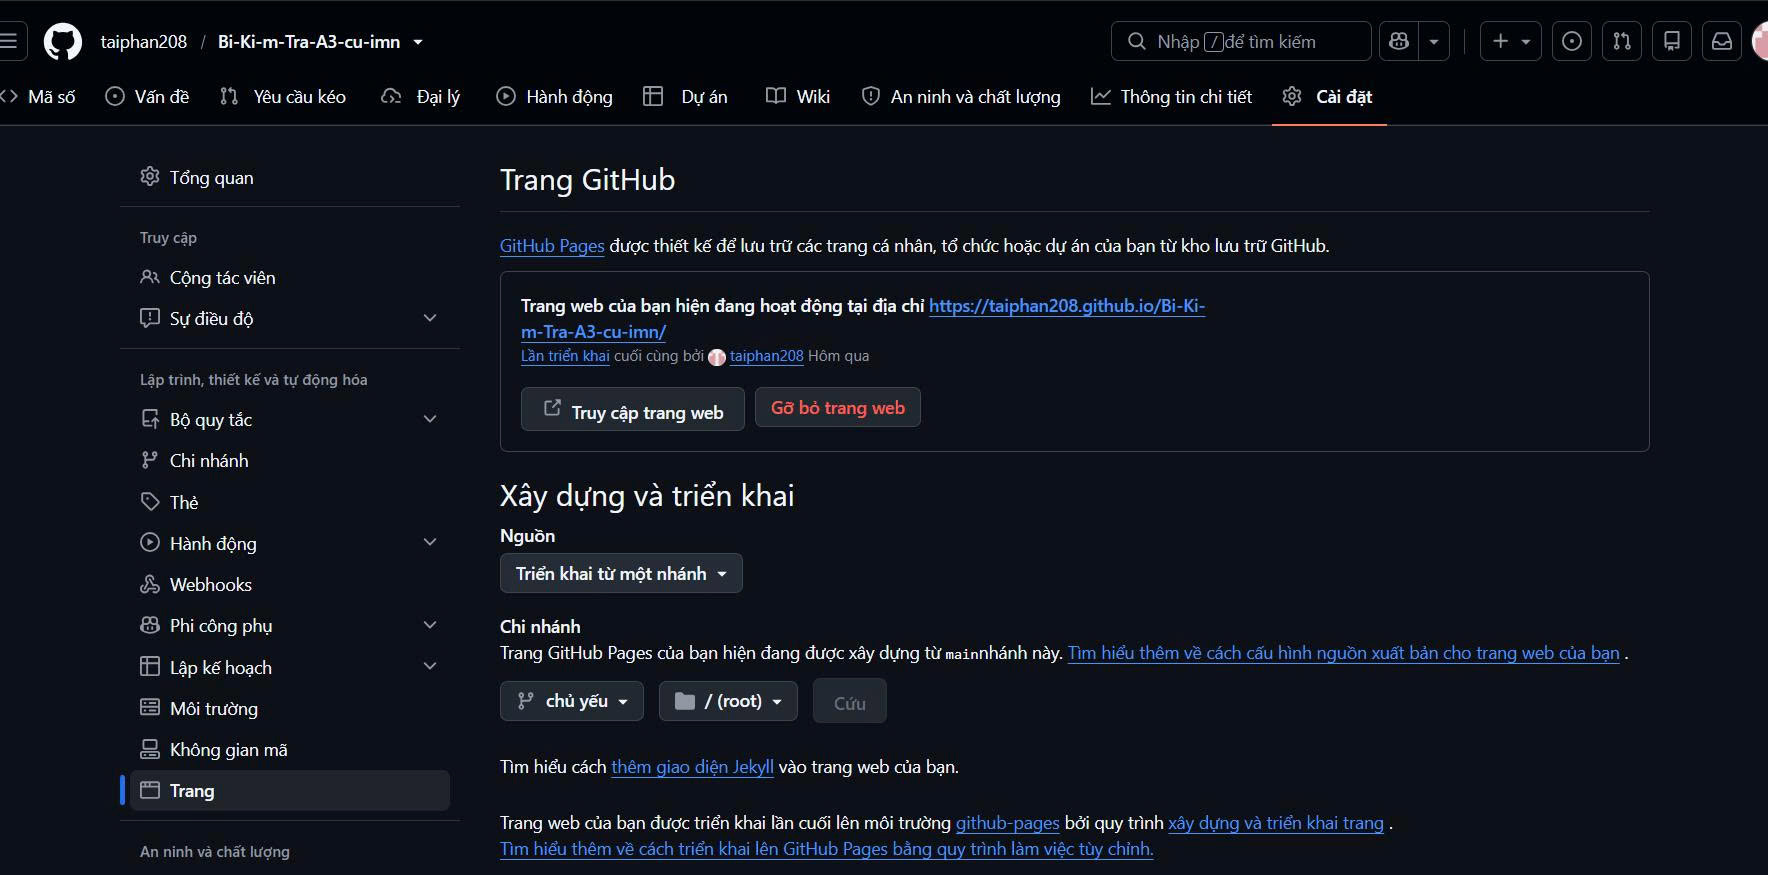 taiphan208 / Bi-Ki-m-Tra-A3-cu-imn
Nhập / để tìm kiếm
Mã số Vấn đề Yêu cầu kéo Đại lý Hành động Dự án Wiki An ninh và chất lượng Thông tin chi tiết Cài đặt
Tổng quan
Truy cập
Cộng tác viên
Sự điều độ
Lập trình, thiết kế và tự động hóa
Bộ quy tắc
Chi nhánh
Thẻ
Hành động
Webhooks
Phi công phụ
Lập kế hoạch
Môi trường
Không gian mã
Trang
An ninh và chất lượng
Trang GitHub
GitHub Pages được thiết kế để lưu trữ các trang cá nhân, tổ chức hoặc dự án của bạn từ kho lưu trữ GitHub.
Trang web của bạn hiện đang hoạt động tại địa chỉ https://taiphan208.github.io/Bi-Ki-
m-Tra-A3-cu-imn/
Lần triển khai cuối cùng bởi taiphan208 Hôm qua
Truy cập trang web Gỡ bỏ trang web
Xây dựng và triển khai
Nguồn
Triển khai từ một nhánh
Chi nhánh
Trang GitHub Pages của bạn hiện đang được xây dựng từ mainnhánh này. Tìm hiểu thêm về cách cấu hình nguồn xuất bản cho trang web của bạn .
chủ yếu / (root) Cứu
Tìm hiểu cách thêm giao diện Jekyll vào trang web của bạn.
Trang web của bạn được triển khai lần cuối lên môi trường github-pages bởi quy trình xây dựng và triển khai trang .
Tìm hiểu thêm về cách triển khai lên GitHub Pages bằng quy trình làm việc tùy chỉnh.